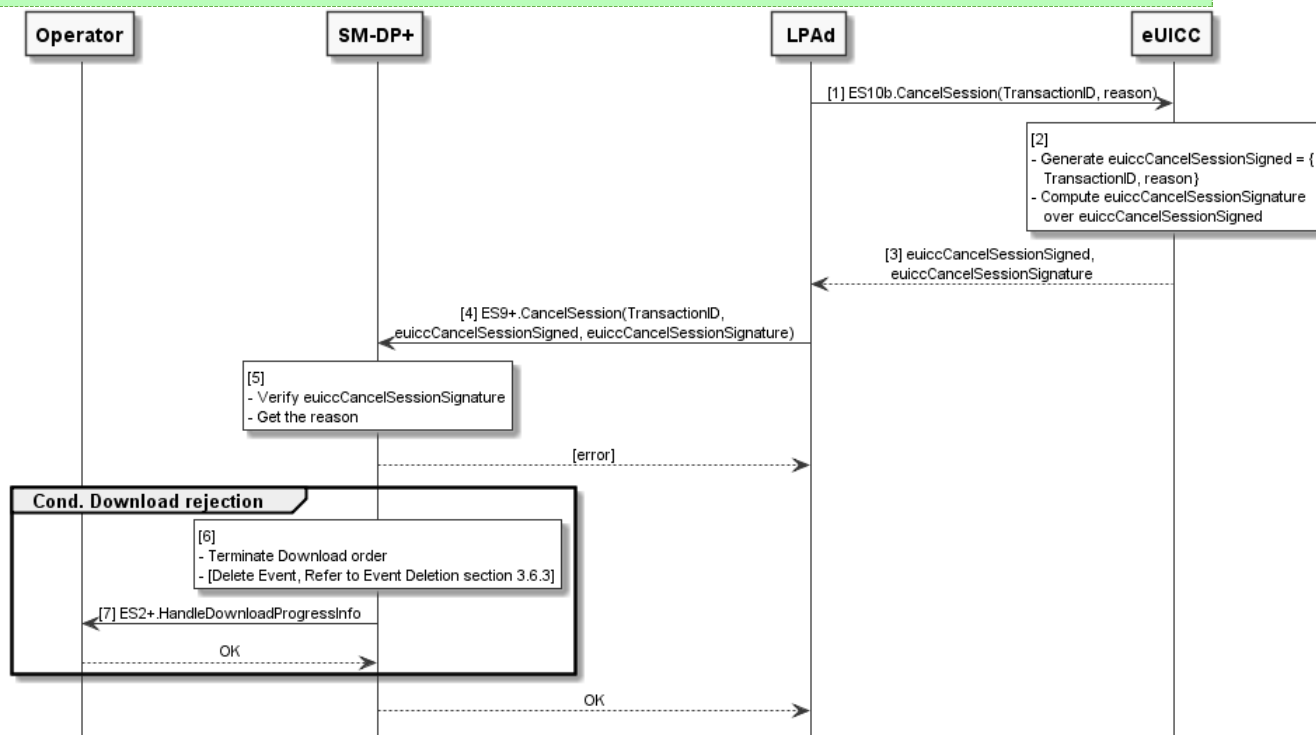 Operator
SM-DP+
LPAd
eUICC
[1] ES10b.CancelSession(TransactionID, reason)
[2]
- Generate euiccCancelSessionSigned = {
TransactionID, reason}
- Compute euiccCancelSessionSignature
over euiccCancelSessionSigned
[3] euiccCancelSessionSigned,
euiccCancelSessionSignature
[4] ES9+.CancelSession(TransactionID,
euiccCancelSessionSigned, euiccCancelSessionSignature)
[5]
- Verify euiccCancelSessionSignature
- Get the reason
[error]
Cond. Download rejection
[6]
- Terminate Download order
- [Delete Event, Refer to Event Deletion section 3.6.3]
[7] ES2+.HandleDownloadProgressInfo
OK
OK